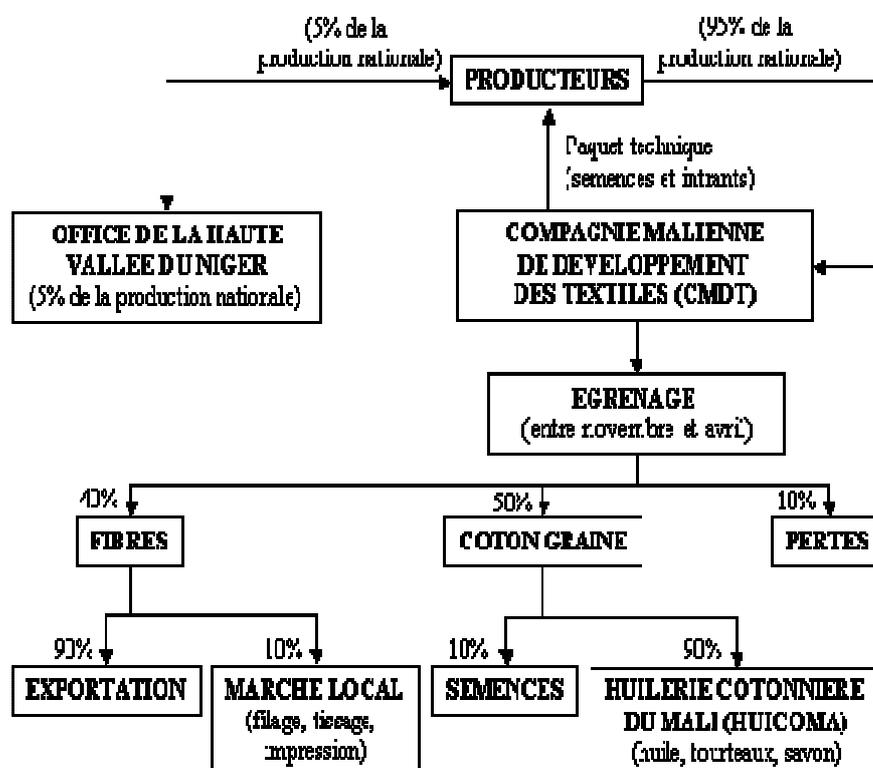 (5% de la
production nationale)
(95% de la
production nationale)
PRODUCTEURS
Paquet technique
(semences et intrants)
OFFICE DE LA HAUTE
VALLEE DU NIGER
(5% de la production nationale)
COMPAGNIE MALIENNE
DE DEVELOPPEMENT
DES TEXTILES (CMDT)
EGRENAGE
(entre novembre et avril)
40%
50%
10%
FIBRES
COTON GRAINE
PERTES
90%
10%
10%
90%
EXPORTATION
MARCHE LOCAL
(filage, tissage,
impression)
SEMENCES
HUILERIE COTONNIERE
DU MALI (HUICOMA)
(huile, tourteaux, savon)